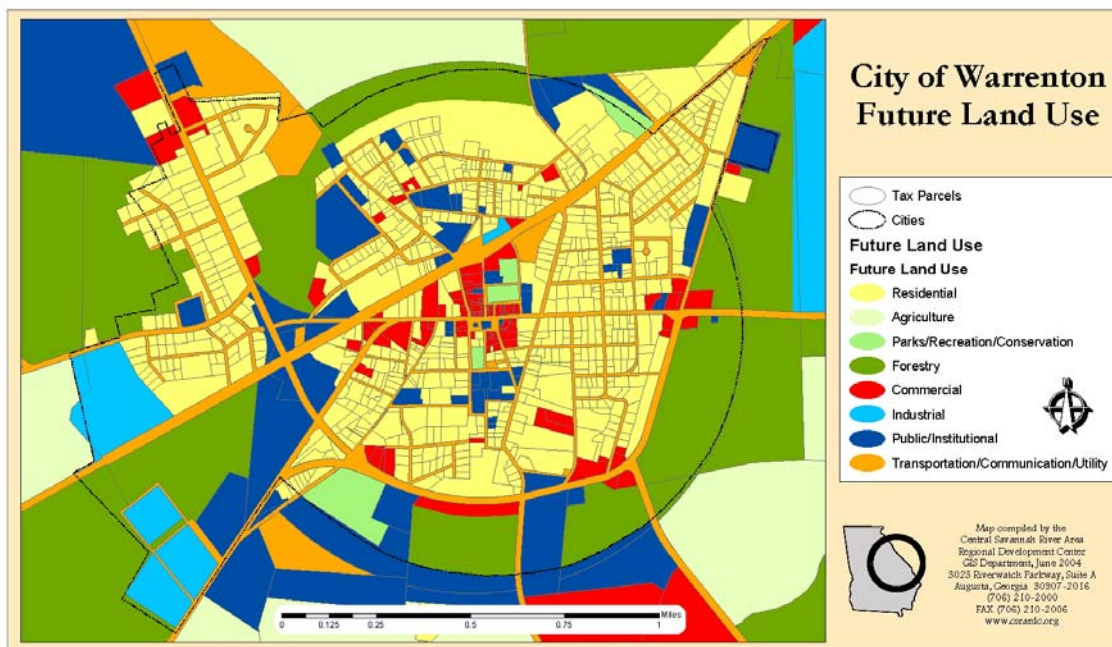 City of Warrenton
Future Land Use
Tax Parcels
Cities
Future Land Use
Future Land Use
Residential
Agriculture
Parks/Recreation/Conservation
Forestry
Commercial
Industrial
Public/Institutional
Transportation/Communication/Utility
Map compiled by the
Central Savannah River Area
Regional Development Center
GIS Department, June 2004
3023 Riverwatch Parkway, Suite A
Augusta, Georgia 30907-2016
(706) 210-2000
FAX (706) 210-2006
www.csrardc.org
Miles
0 0.125 0.25 0.5 0.75 1